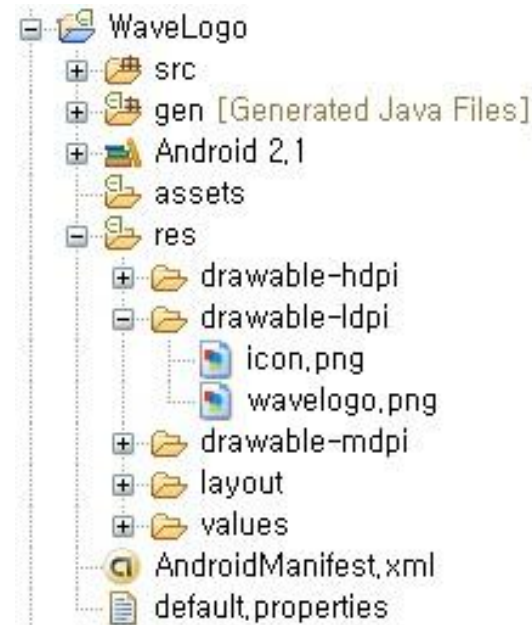 WaveLogo
src
gen [Generated Java Files]
Android 2.1
assets
res
drawable-hdpi
drawable-ldpi
icon.png
wavelogo.png
drawable-mdpi
layout
values
AndroidManifest.xml
default.properties